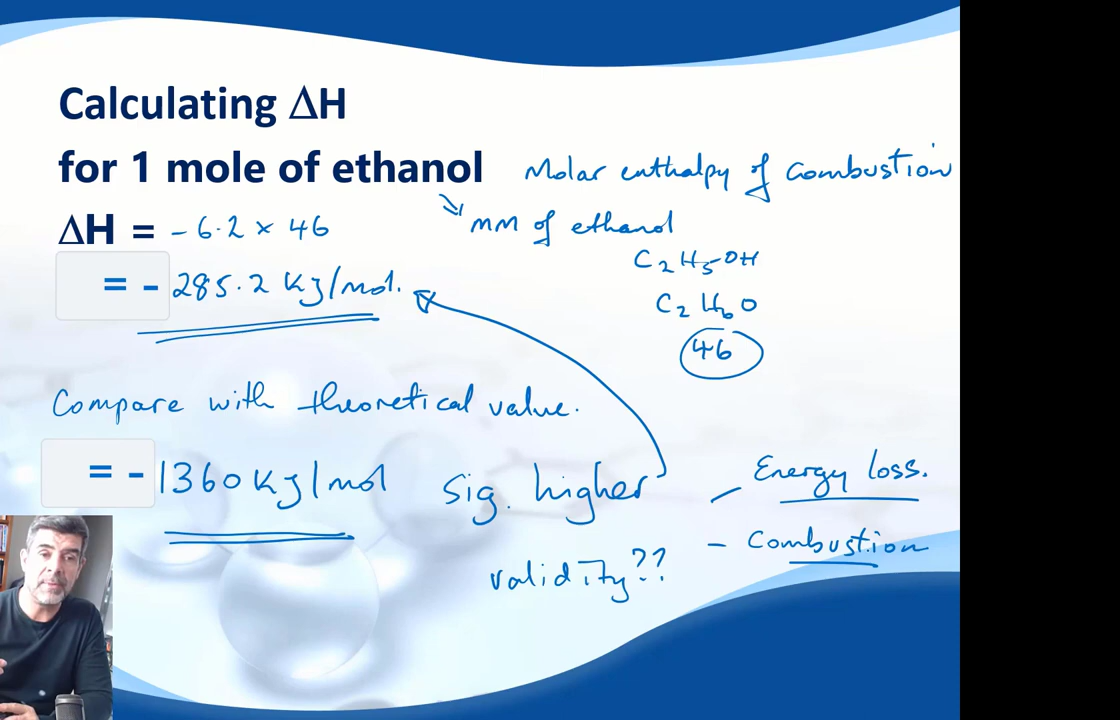 Calculating ΔH
for 1 mole of ethanol
Molar enthalpy of combustion
ΔH = -6.2 × 46
MM of ethanol
C2H5OH
= - 285.2 KJ/mol.
C2H6O
46
Compare with theoretical value.
= - 1360 KJ/mol
Sig. higher
- Energy loss.
- Combustion
validity??